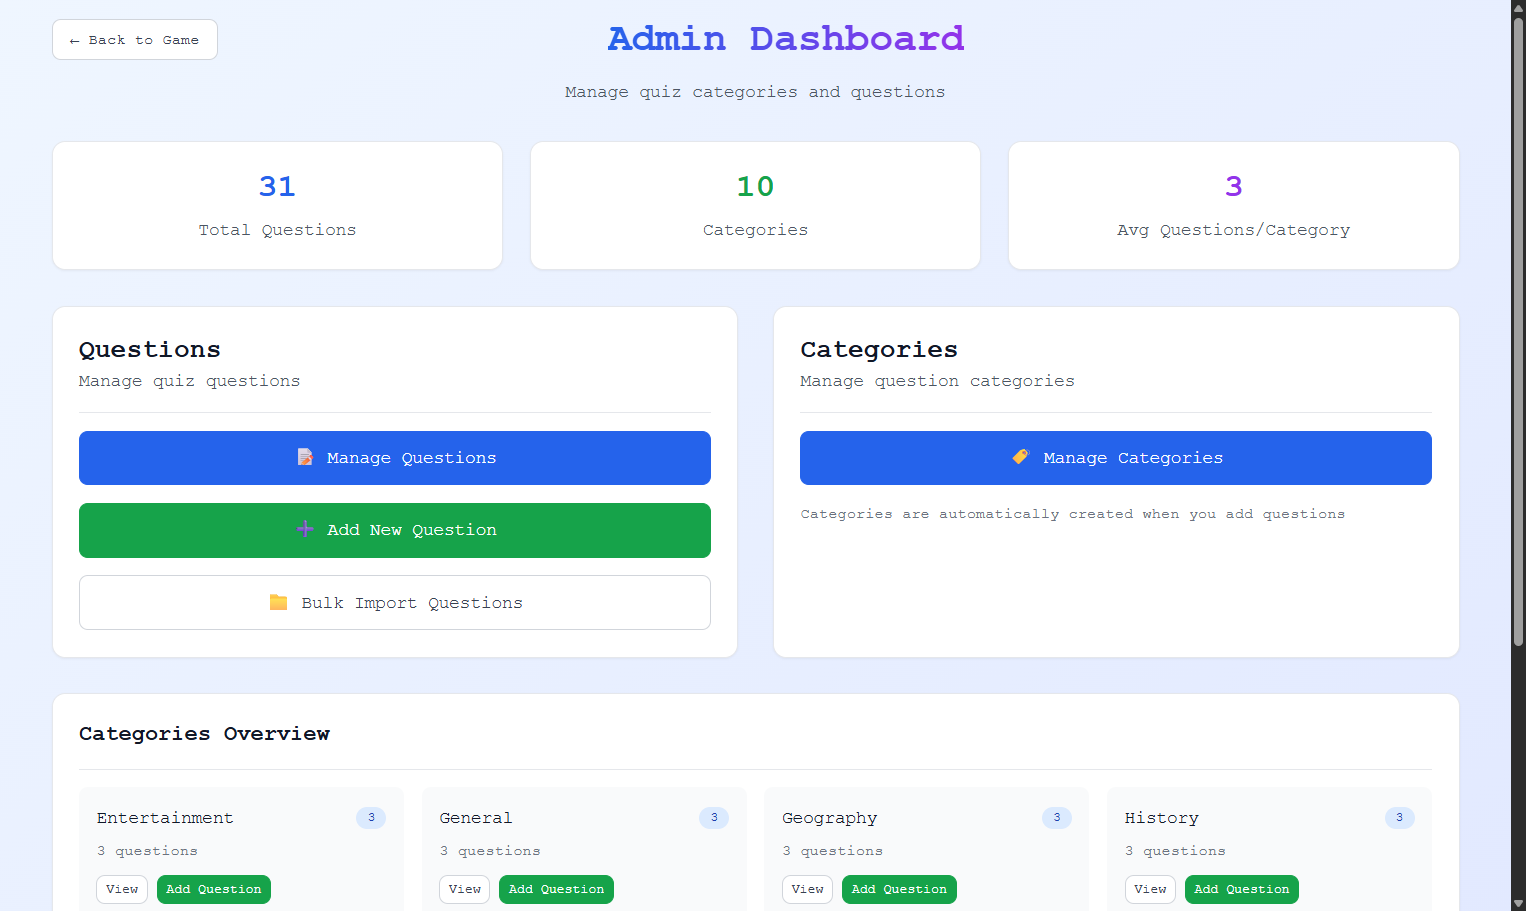 ← Back to Game
Admin Dashboard
Manage quiz categories and questions
31
Total Questions
10
Categories
3
Avg Questions/Category
Questions
Manage quiz questions
Manage Questions
Add New Question
Bulk Import Questions
Categories
Manage question categories
Manage Categories
Categories are automatically created when you add questions
Categories Overview
Entertainment 3
3 questions
View Add Question
General 3
3 questions
View Add Question
Geography 3
3 questions
View Add Question
History 3
3 questions
View Add Question